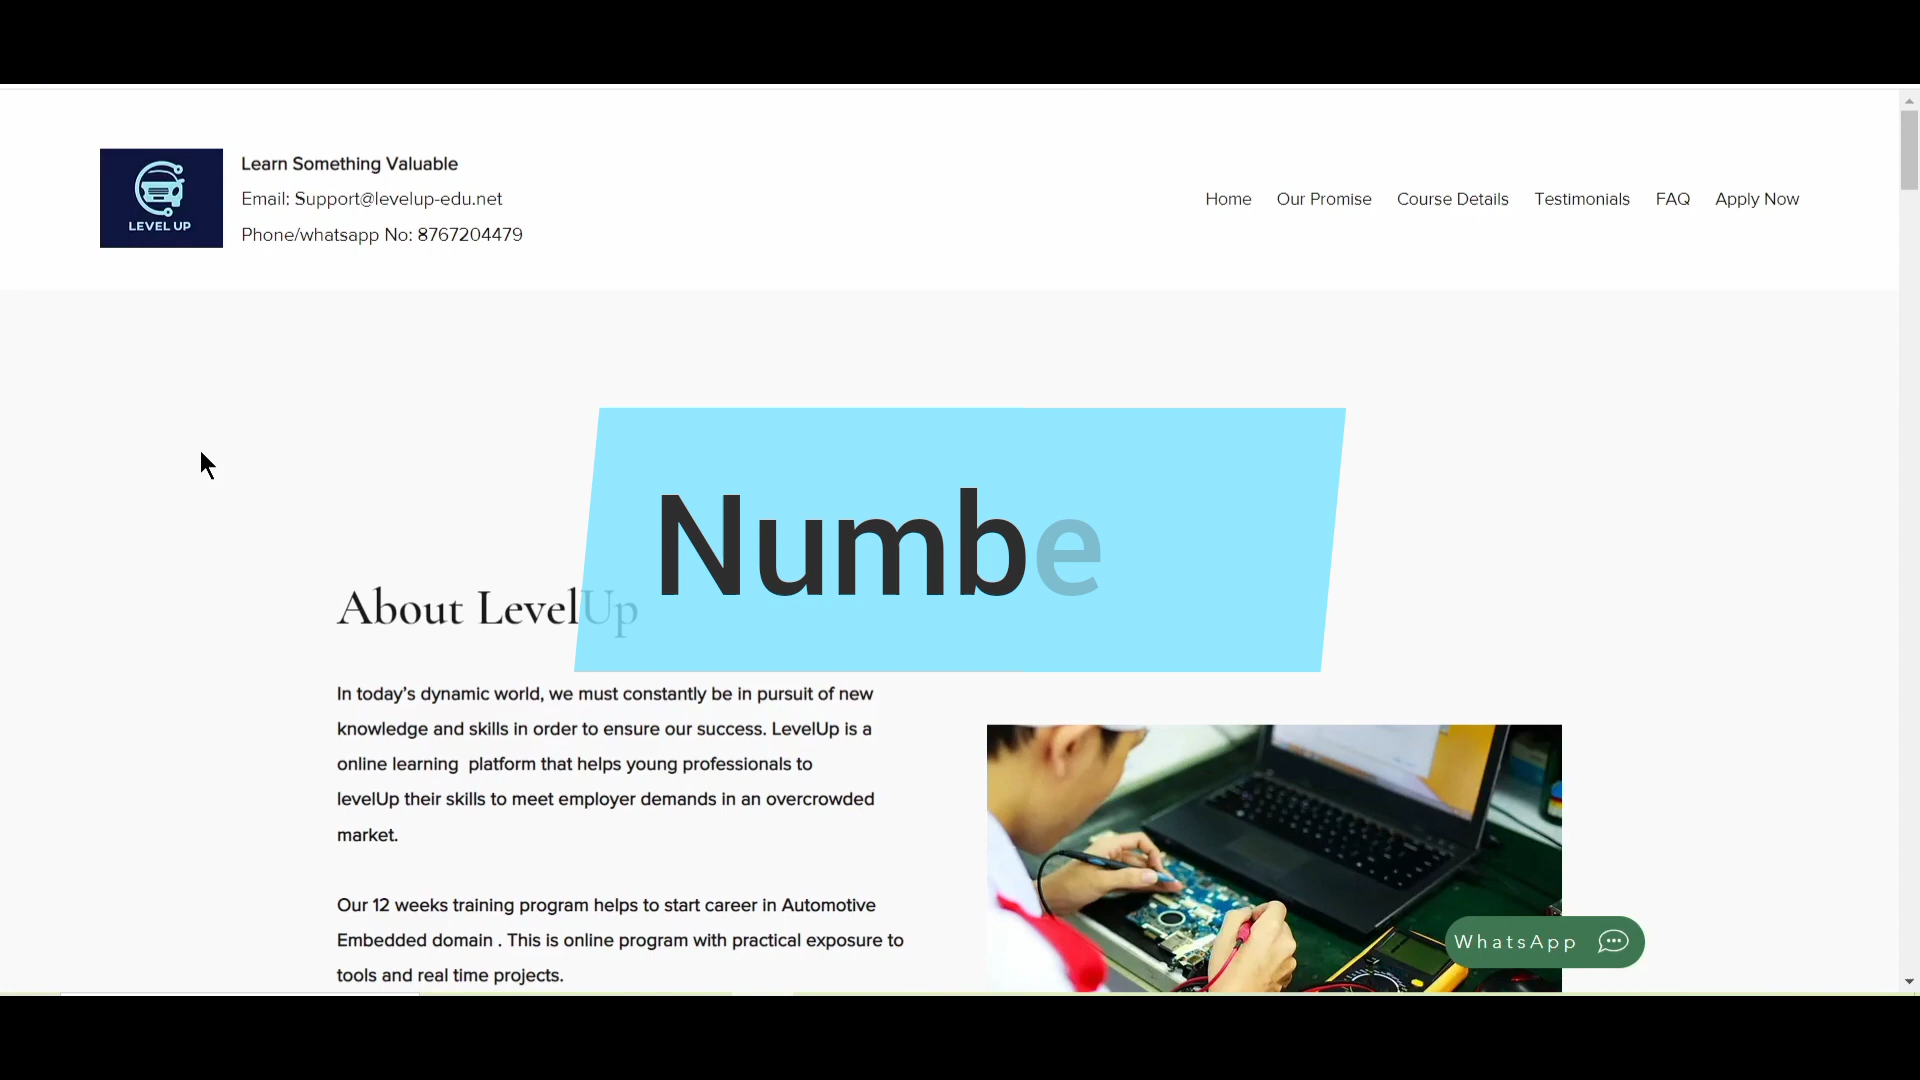 LEVEL UP
Learn Something Valuable
Email: Support@levelup-edu.net
Phone/whatsapp No: 8767204479
Home Our Promise Course Details Testimonials FAQ Apply Now
Numbe
About LevelUp
In today’s dynamic world, we must constantly be in pursuit of new
knowledge and skills in order to ensure our success. LevelUp is a
online learning platform that helps young professionals to
levelUp their skills to meet employer demands in an overcrowded
market.
Our 12 weeks training program helps to start career in Automotive
Embedded domain . This is online program with practical exposure to
tools and real time projects.
WhatsApp